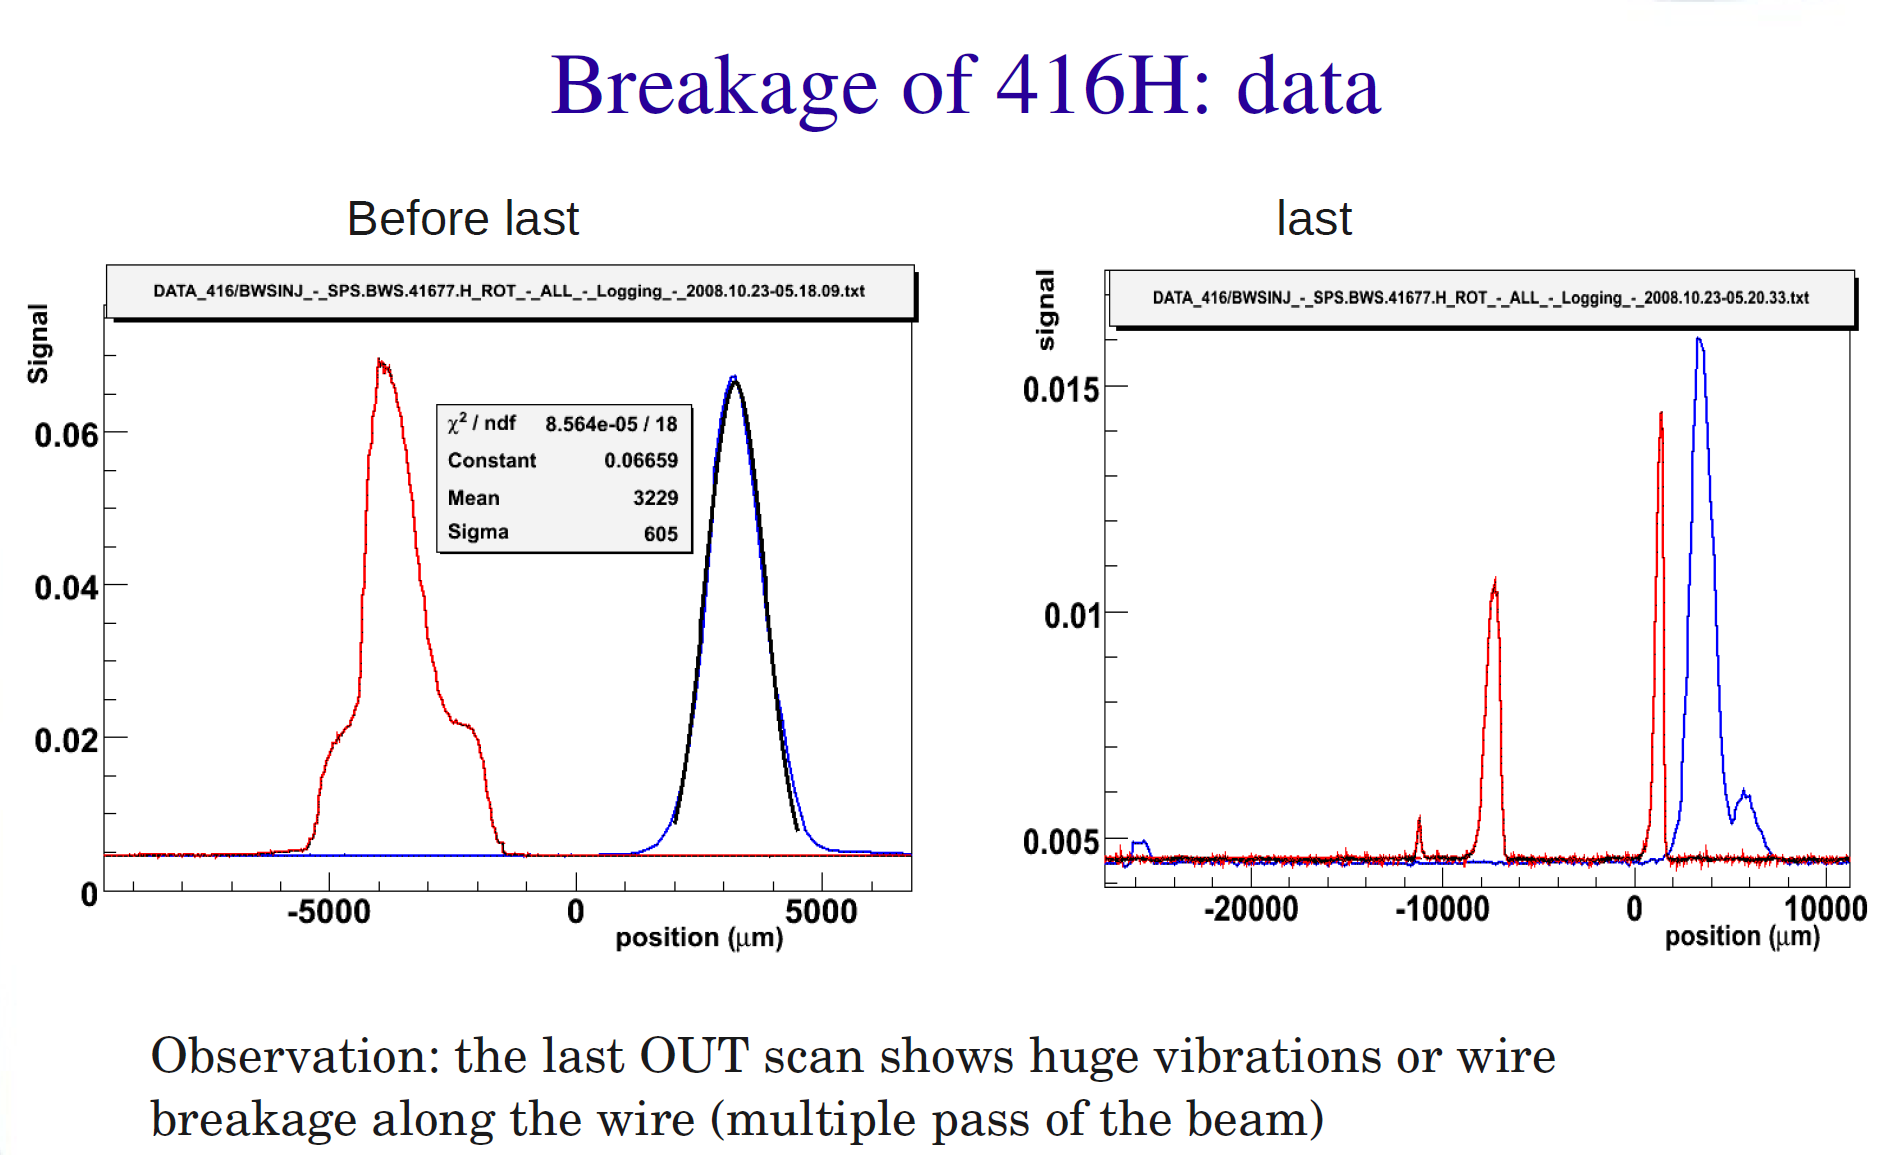 Breakage of 416H: data
Before last
last
DATA_416/BWSINJ_-_SPS.BWS.41677.H_ROT_-_ALL_-_Logging_-_2008.10.23-05.18.09.txt
Signal
0.06
0.04
0.02
0
χ² / ndf 8.564e-05 / 18
Constant 0.06659
Mean 3229
Sigma 605
-5000 0 5000
position (μm)
DATA_416/BWSINJ_-_SPS.BWS.41677.H_ROT_-_ALL_-_Logging_-_2008.10.23-05.20.33.txt
signal
0.015
0.01
0.005
-20000 -10000 0 10000
position (μm)
Observation: the last OUT scan shows huge vibrations or wire
breakage along the wire (multiple pass of the beam)